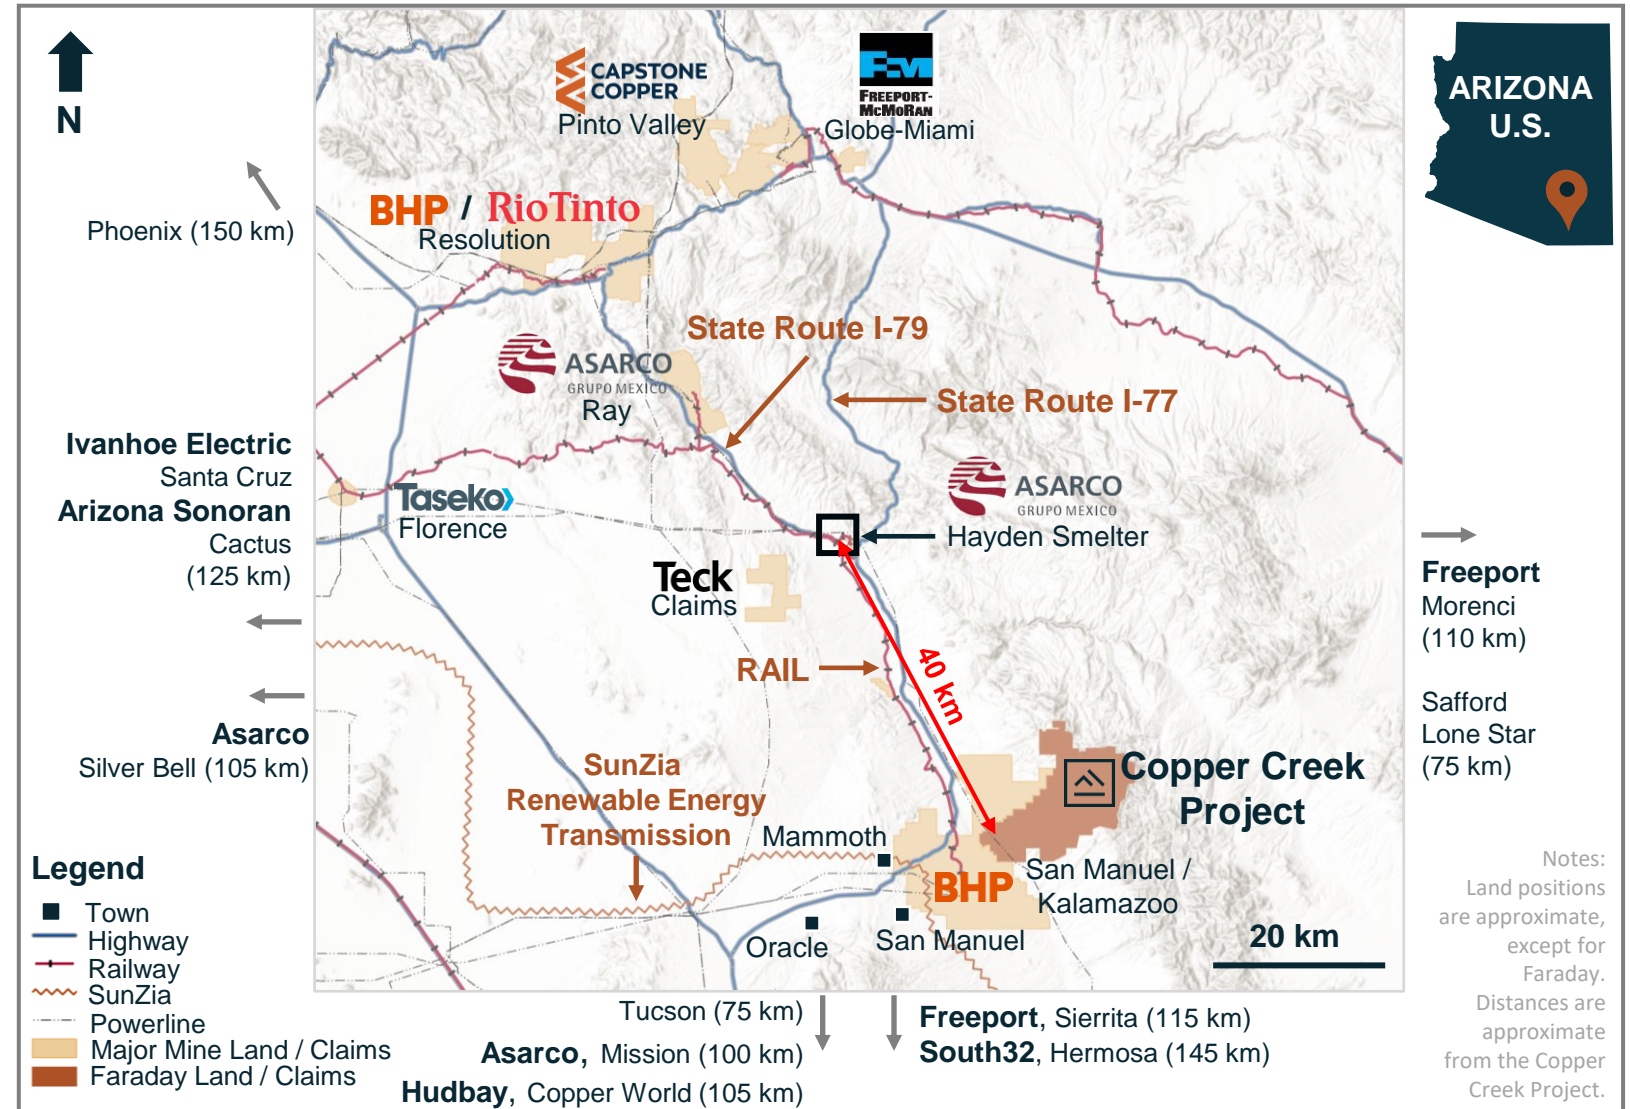 N
CAPSTONE
COPPER
Pinto Valley
FCX
FREEPORT-
McMoRAN
Globe-Miami
ARIZONA
U.S.
Phoenix (150 km)
BHP / RioTinto
Resolution
State Route I-79
ASARCO
GRUPO MEXICO
Ray
State Route I-77
Ivanhoe Electric
Santa Cruz
Arizona Sonoran
Cactus
(125 km)
Taseko
Florence
ASARCO
GRUPO MEXICO
Hayden Smelter
Teck
Claims
Freeport
Morenci
(110 km)
RAIL
40 km
Safford
Lone Star
(75 km)
Asarco
Silver Bell (105 km)
SunZia
Renewable Energy
Transmission
Copper Creek
Project
Mammoth
BHP
San Manuel /
Kalamazoo
Oracle
San Manuel
20 km
Legend
Town
Highway
Railway
SunZia
Powerline
Major Mine Land / Claims
Faraday Land / Claims
Notes:
Land positions
are approximate,
except for
Faraday.
Distances are
approximate
from the Copper
Creek Project.
Tucson (75 km)
Asarco, Mission (100 km)
Hudbay, Copper World (105 km)
Freeport, Sierrita (115 km)
South32, Hermosa (145 km)